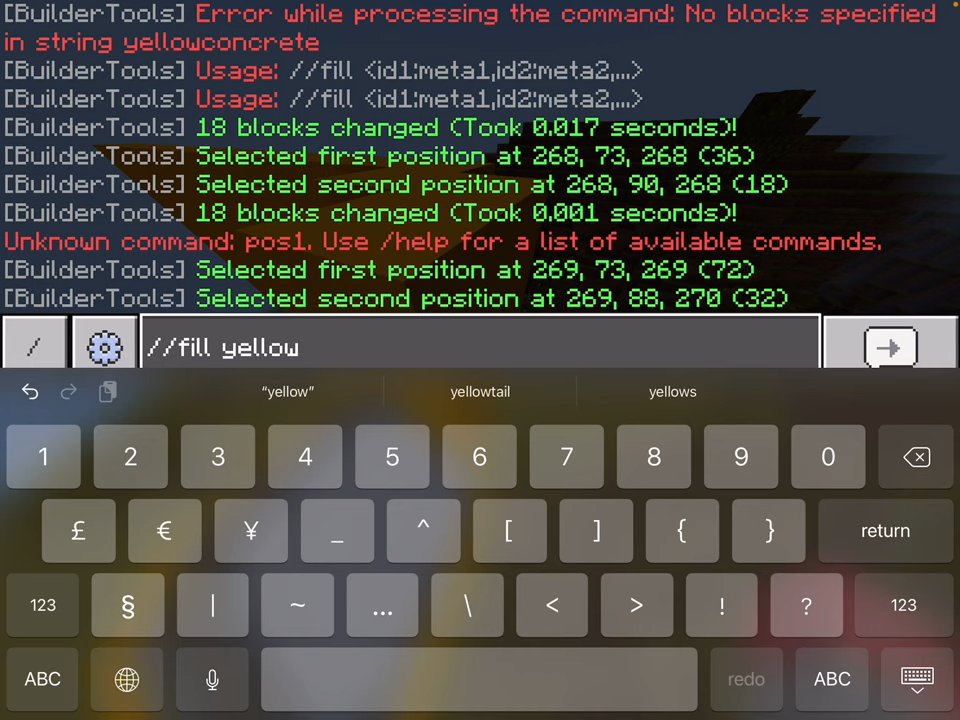 [BuilderTools] Error while processing the command: No blocks specified
in string yellowconcrete
[BuilderTools] Usage: //fill <id1:meta1,id2:meta2,...>
[BuilderTools] Usage: //fill <id1:meta1,id2:meta2,...>
[BuilderTools] 18 blocks changed (Took 0.017 seconds)!
[BuilderTools] Selected first position at 268, 73, 268 (36)
[BuilderTools] Selected second position at 268, 90, 268 (18)
[BuilderTools] 18 blocks changed (Took 0.001 seconds)!
Unknown command: pos1. Use /help for a list of available commands.
[BuilderTools] Selected first position at 269, 73, 269 (72)
[BuilderTools] Selected second position at 269, 88, 270 (32)
/ //fill yellow
“yellow” yellowtail yellows
1 2 3 4 5 6 7 8 9 0
£ € ¥ _ ^ [ ] { } return
123 § | ~ ... \ < > ! ? 123
ABC redo ABC